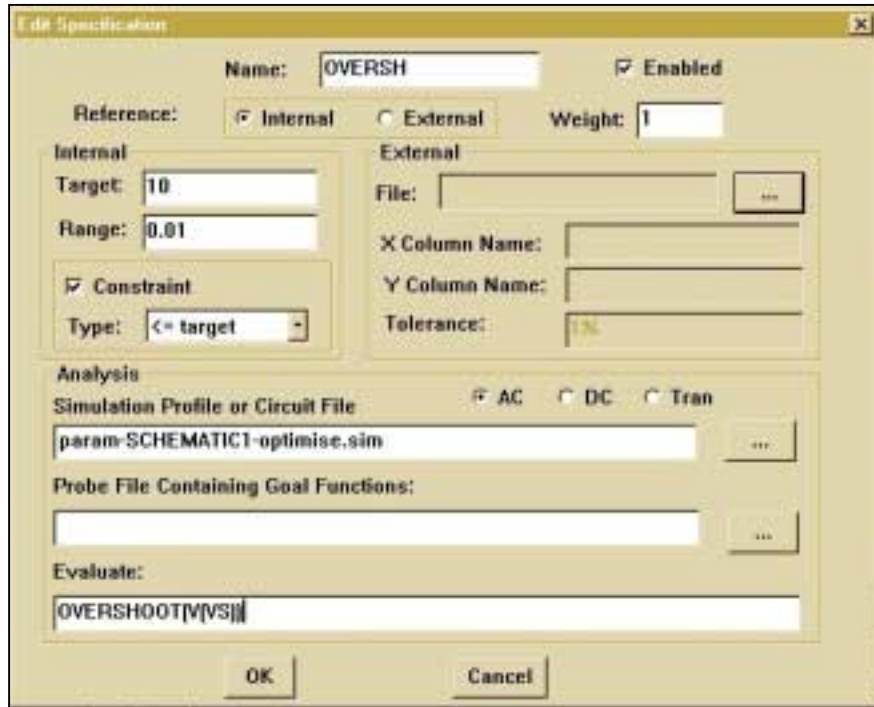 Edit Specification
Name: OVERSH Enabled
Reference: Internal External Weight: 1
Internal
Target: 10
Range: 0.01
Constraint
Type: <= target
External
File: ...
X Column Name:
Y Column Name:
Tolerance: 1%
Analysis
Simulation Profile or Circuit File AC DC Tran
param-SCHEMATIC1-optimise.sim ...
Probe File Containing Goal Functions:
...
Evaluate:
OVERSHOOT(V(VS))
OK Cancel